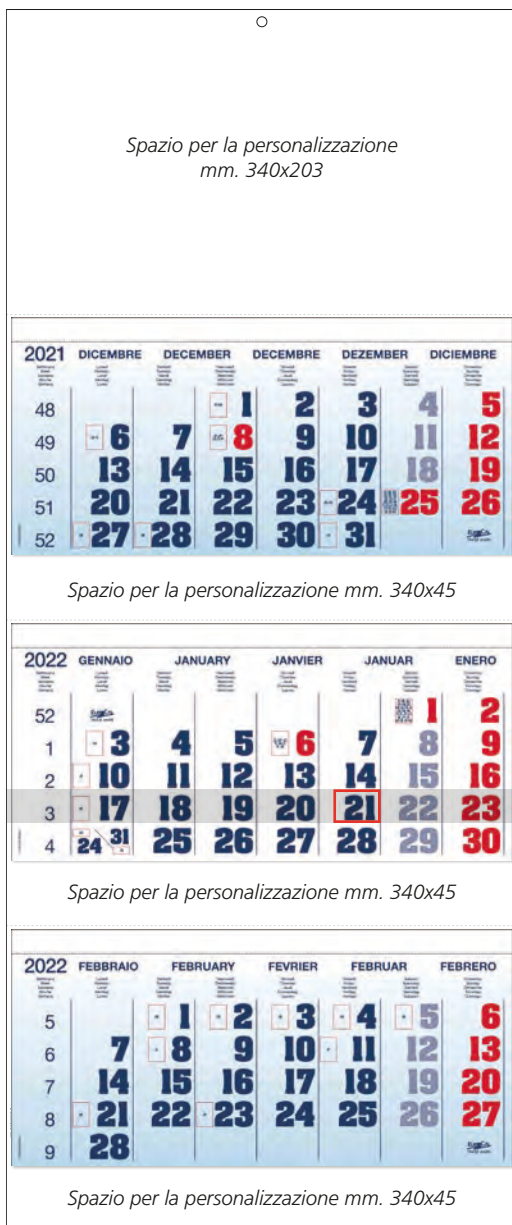 Spazio per la personalizzazione
mm. 340x203
2021 DICEMBRE DECEMBER DECEMBRE DEZEMBER DICIEMBRE
48 1 2 3 4 5
49 6 7 8 9 10 11 12
50 13 14 15 16 17 18 19
51 20 21 22 23 24 25 26
52 27 28 29 30 31
Spazio per la personalizzazione mm. 340x45
2022 GENNAIO JANUARY JANVIER JANUAR ENERO
52 1 2
1 3 4 5 6 7 8 9
2 10 11 12 13 14 15 16
3 17 18 19 20 21 22 23
4 24 31 25 26 27 28 29 30
Spazio per la personalizzazione mm. 340x45
2022 FEBBRAIO FEBRUARY FEVRIER FEBRUAR FEBRERO
5 1 2 3 4 5 6
6 7 8 9 10 11 12 13
7 14 15 16 17 18 19 20
8 21 22 23 24 25 26 27
9 28
Spazio per la personalizzazione mm. 340x45